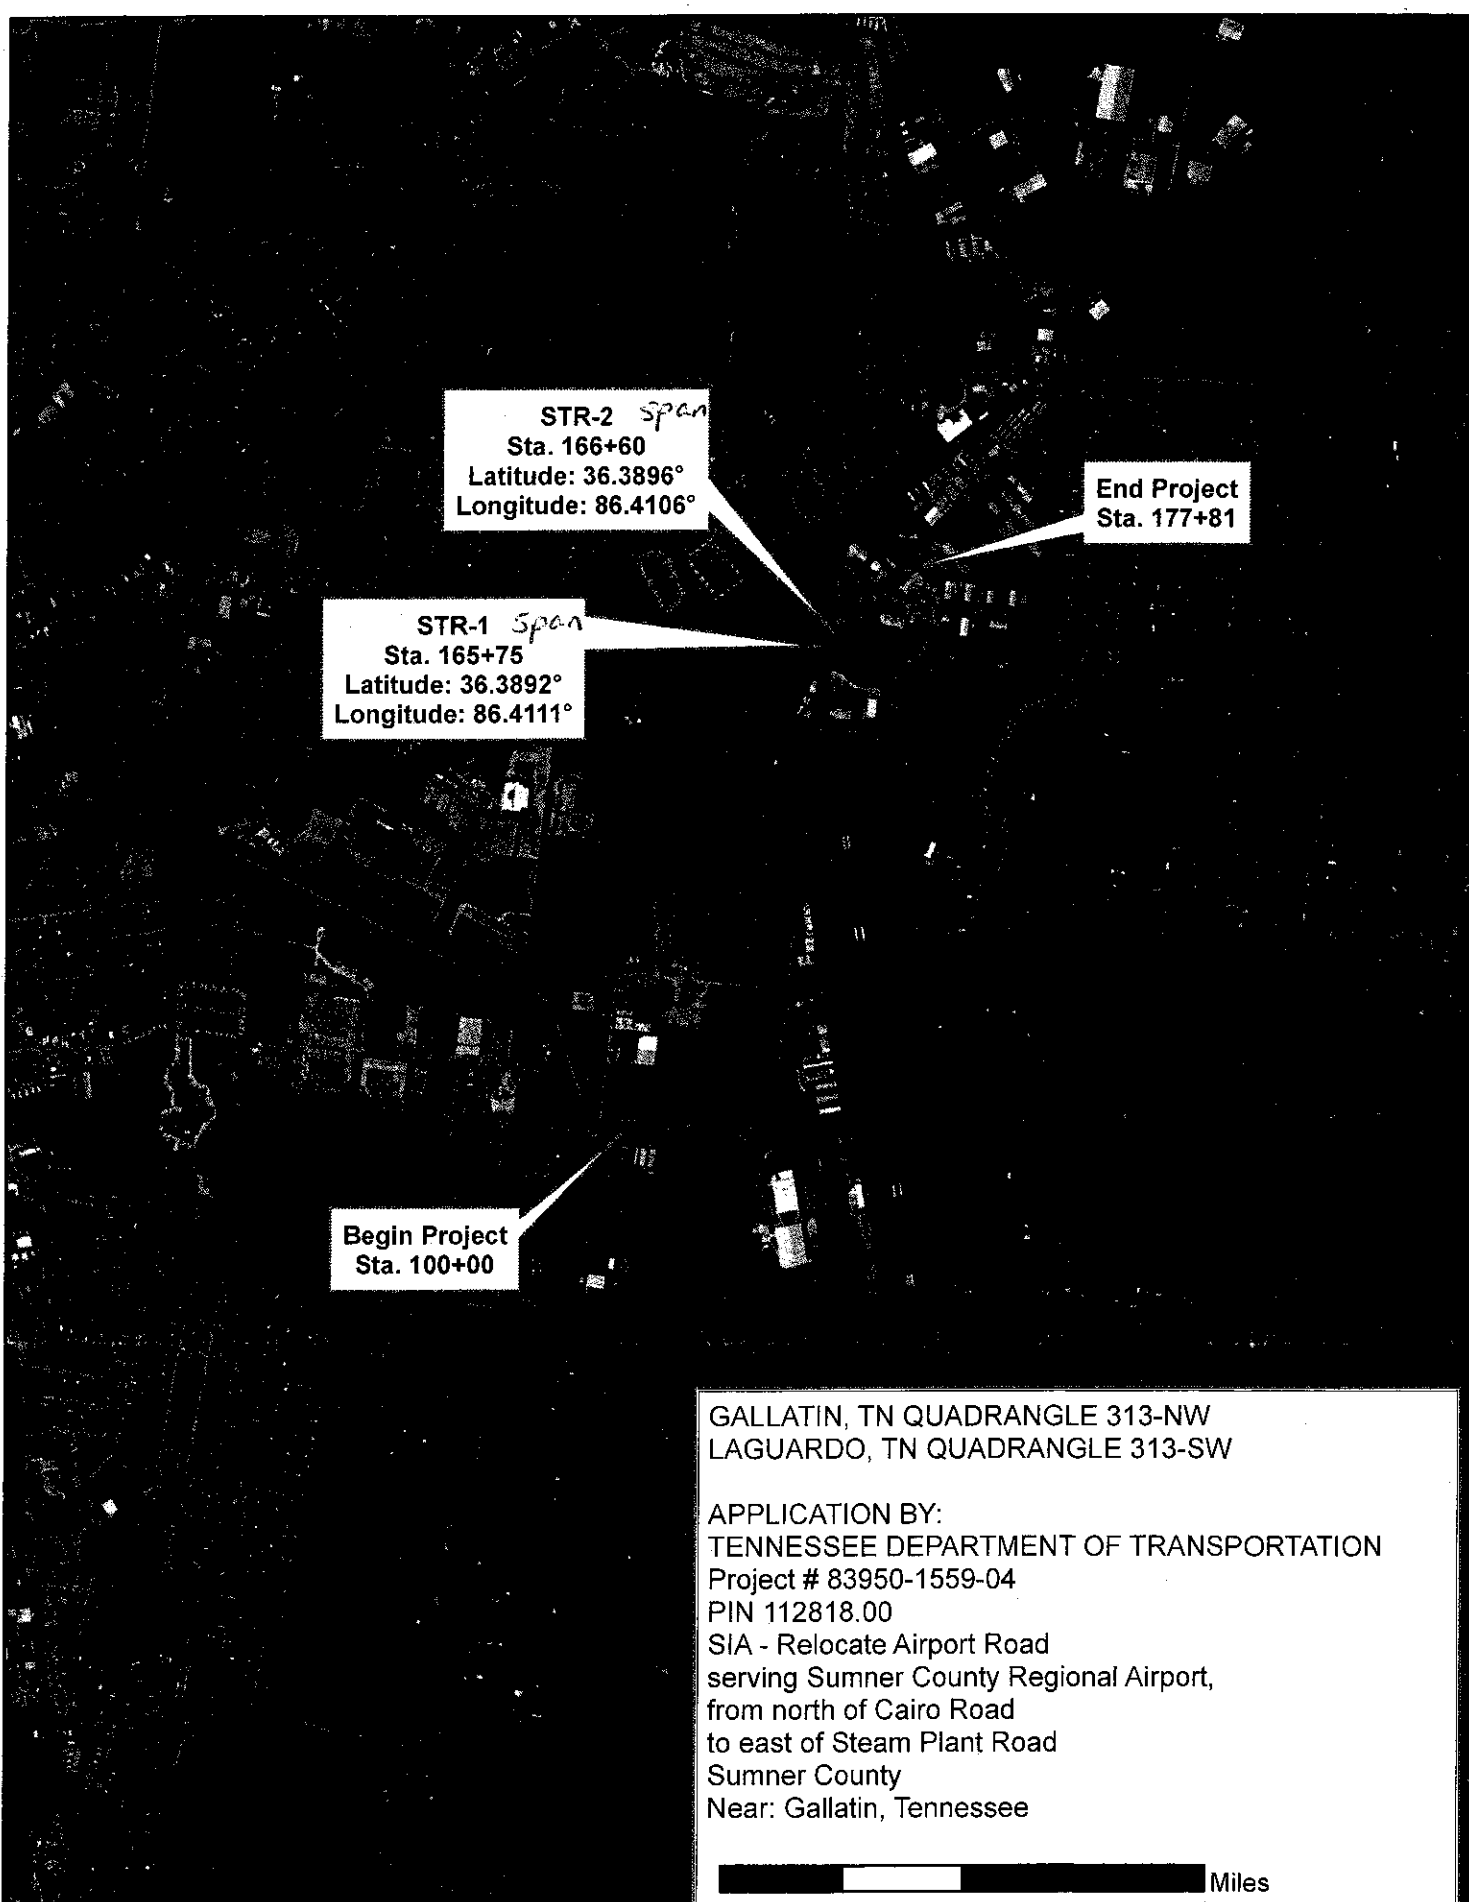 STR-2 Span
Sta. 166+60
Latitude: 36.3896°
Longitude: 86.4106°
End Project
Sta. 177+81
STR-1 Span
Sta. 165+75
Latitude: 36.3892°
Longitude: 86.4111°
Begin Project
Sta. 100+00
GALLATIN, TN QUADRANGLE 313-NW
LAGUARDO, TN QUADRANGLE 313-SW
APPLICATION BY:
TENNESSEE DEPARTMENT OF TRANSPORTATION
Project # 83950-1559-04
PIN 112818.00
SIA - Relocate Airport Road
serving Sumner County Regional Airport,
from north of Cairo Road
to east of Steam Plant Road
Sumner County
Near: Gallatin, Tennessee
Miles